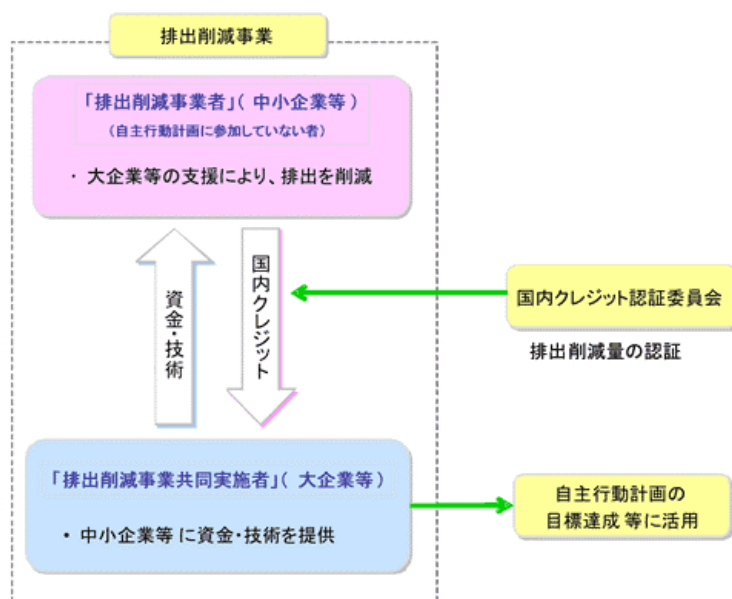 排出削減事業
「排出削減事業者」( 中小企業等 )
(自主行動計画に参加していない者)
・ 大企業等の支援により、排出を削減
資金・技術
国内クレジット
国内クレジット認証委員会
排出削減量の認証
「排出削減事業共同実施者」( 大企業等 )
・ 中小企業等 に資金・技術を提供
自主行動計画の
目標達成 等に活用